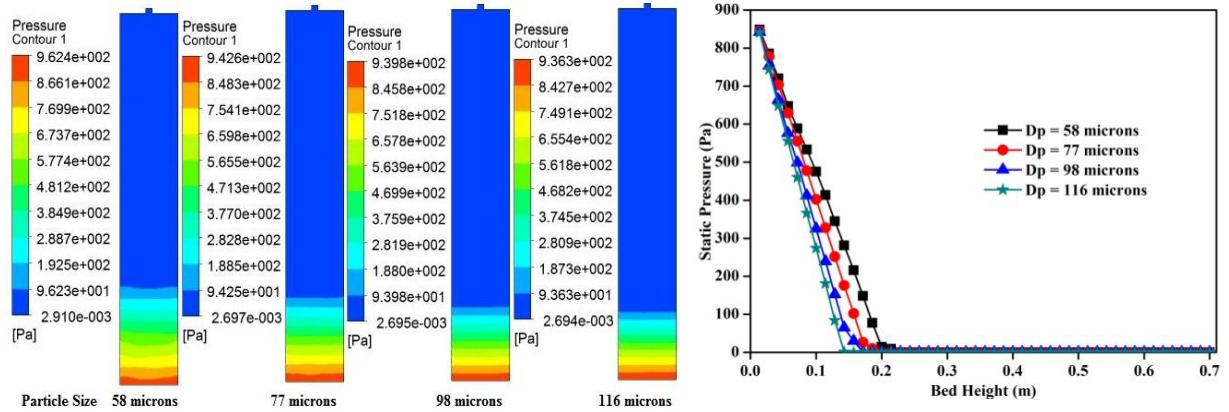 Pressure
Contour 1
9.624e+002
8.661e+002
7.699e+002
6.737e+002
5.774e+002
4.812e+002
3.849e+002
2.887e+002
1.925e+002
9.623e+001
2.910e-003
[Pa]
Pressure
Contour 1
9.426e+002
8.483e+002
7.541e+002
6.598e+002
5.655e+002
4.713e+002
3.770e+002
2.828e+002
1.885e+002
9.425e+001
2.697e-003
[Pa]
Pressure
Contour 1
9.398e+002
8.458e+002
7.518e+002
6.578e+002
5.639e+002
4.699e+002
3.759e+002
2.819e+002
1.880e+002
9.398e+001
2.695e-003
[Pa]
Pressure
Contour 1
9.363e+002
8.427e+002
7.491e+002
6.554e+002
5.618e+002
4.682e+002
3.745e+002
2.809e+002
1.873e+002
9.363e+001
2.694e-003
[Pa]
Particle Size 58 microns 77 microns 98 microns 116 microns
Static Pressure (Pa)
900
800
700
600
500
400
300
200
100
0
Dp = 58 microns
Dp = 77 microns
Dp = 98 microns
Dp = 116 microns
0.0 0.1 0.2 0.3 0.4 0.5 0.6 0.7
Bed Height (m)